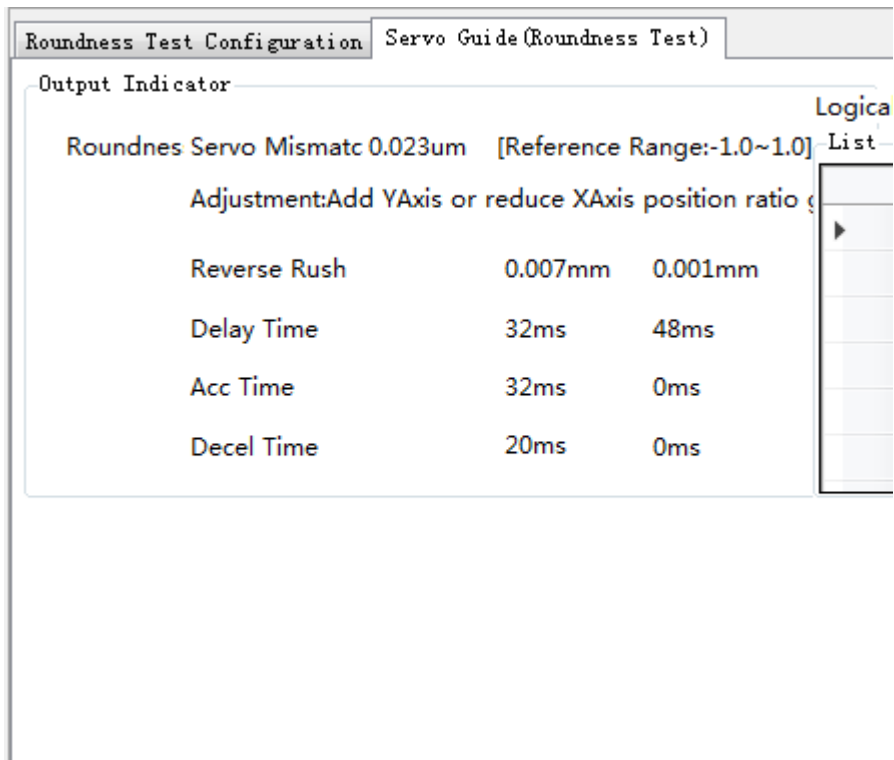 Roundness Test Configuration
Servo Guide(Roundness Test)
Output Indicator
Logica
Roundnes Servo Mismatc 0.023um [Reference Range:-1.0~1.0]
List
Adjustment:Add YAxis or reduce XAxis position ratio
Reverse Rush 0.007mm 0.001mm
Delay Time 32ms 48ms
Acc Time 32ms 0ms
Decel Time 20ms 0ms